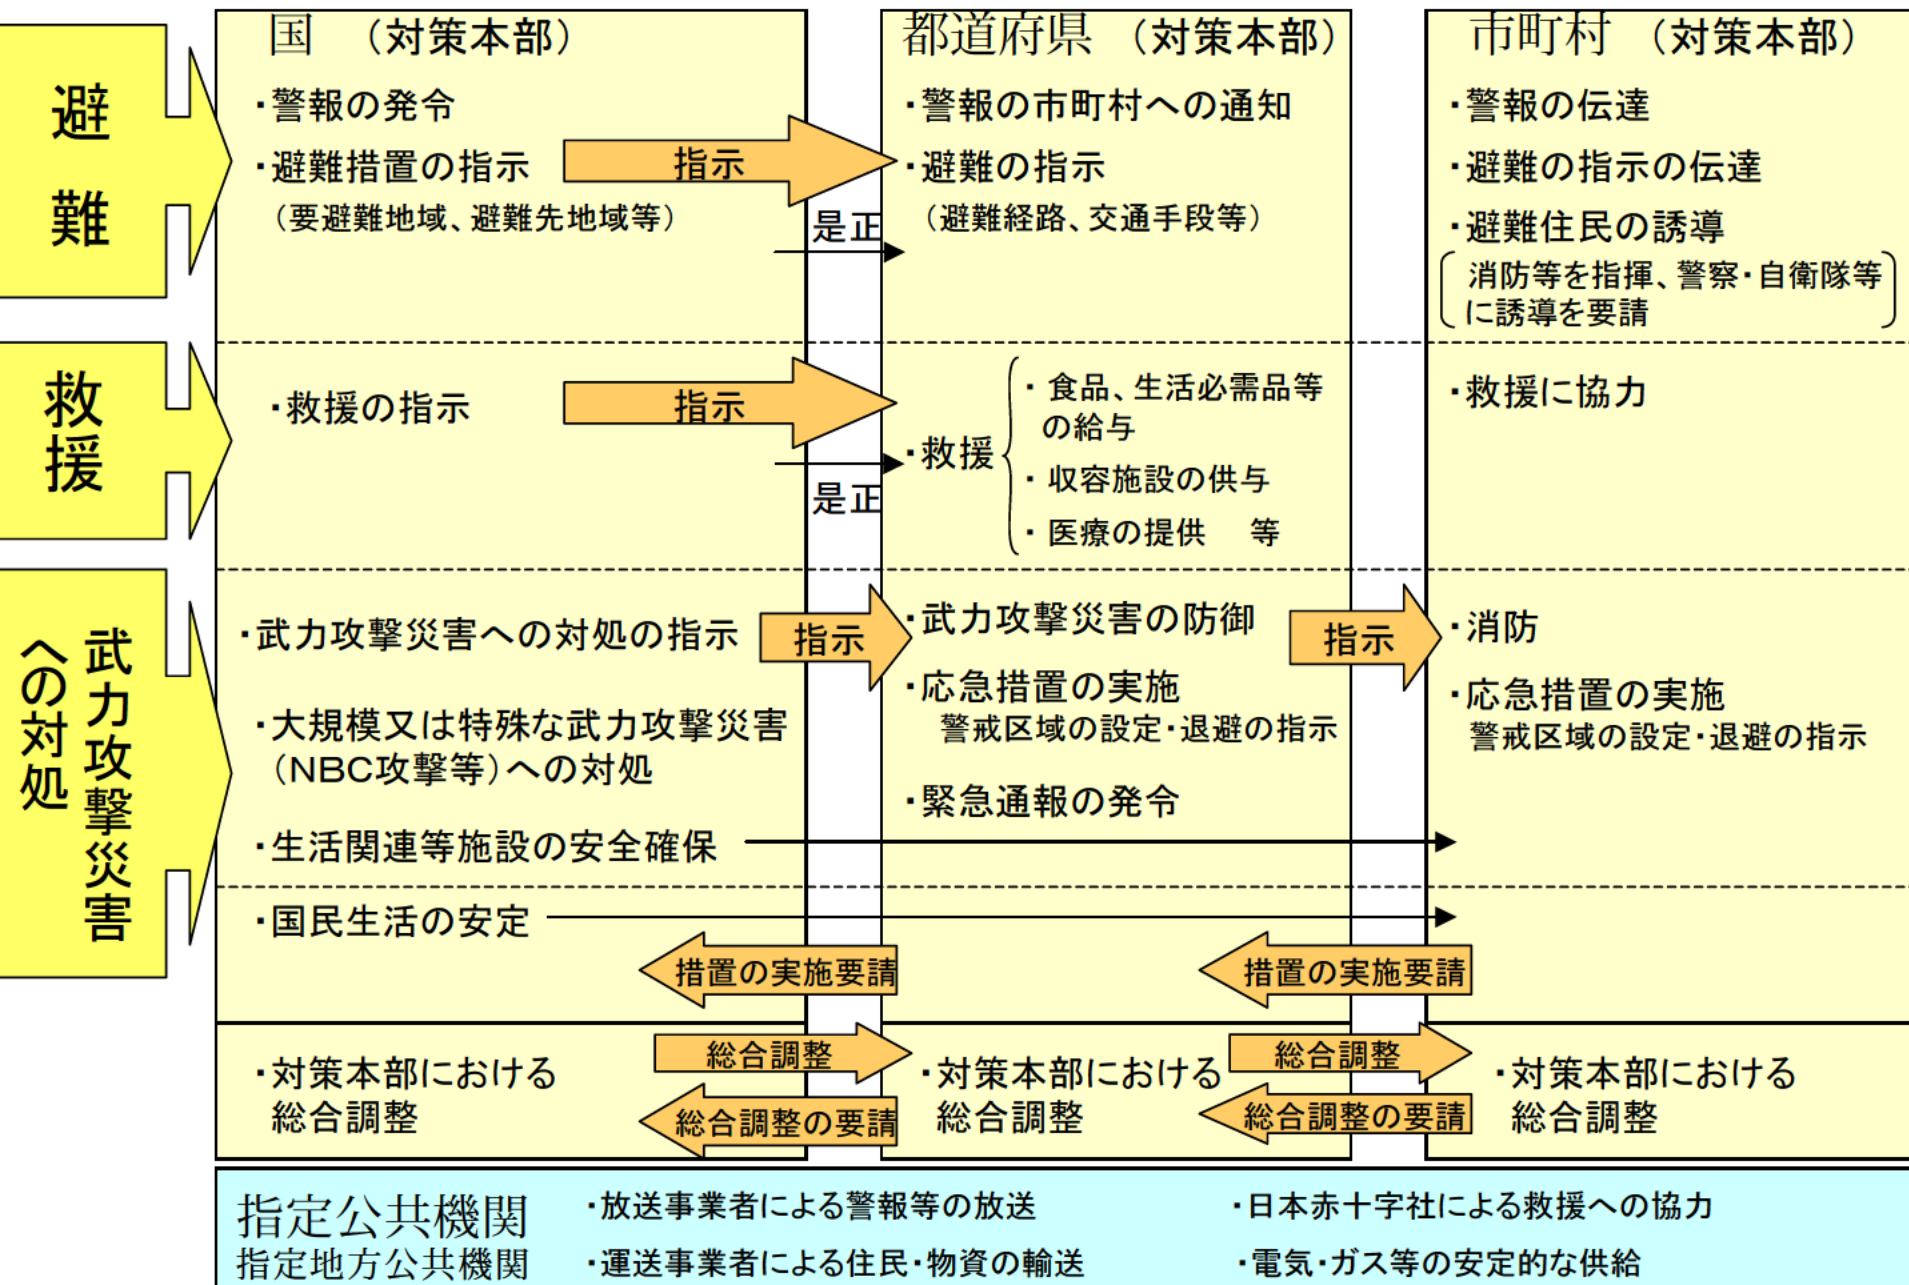 避難
国 （対策本部）
・警報の発令
・避難措置の指示
（要避難地域、避難先地域等）
指示
是正
都道府県 （対策本部）
・警報の市町村への通知
・避難の指示
（避難経路、交通手段等）
市町村 （対策本部）
・警報の伝達
・避難の指示の伝達
・避難住民の誘導
消防等を指揮、警察・自衛隊等
に誘導を要請
救援
・救援の指示
指示
是正
・救援
・食品、生活必需品等
の給与
・収容施設の供与
・医療の提供 等
・救援に協力
武力攻撃災害
への対処
・武力攻撃災害への対処の指示
指示
・大規模又は特殊な武力攻撃災害
（NBC攻撃等）への対処
・生活関連等施設の安全確保
・武力攻撃災害の防御
指示
・応急措置の実施
警戒区域の設定・退避の指示
・緊急通報の発令
・消防
・応急措置の実施
警戒区域の設定・退避の指示
・国民生活の安定
措置の実施要請
措置の実施要請
・対策本部における
総合調整
総合調整
総合調整の要請
・対策本部における
総合調整
総合調整
総合調整の要請
・対策本部における
総合調整
指定公共機関
指定地方公共機関
・放送事業者による警報等の放送
・日本赤十字社による救援への協力
・運送事業者による住民・物資の輸送
・電気・ガス等の安定的な供給